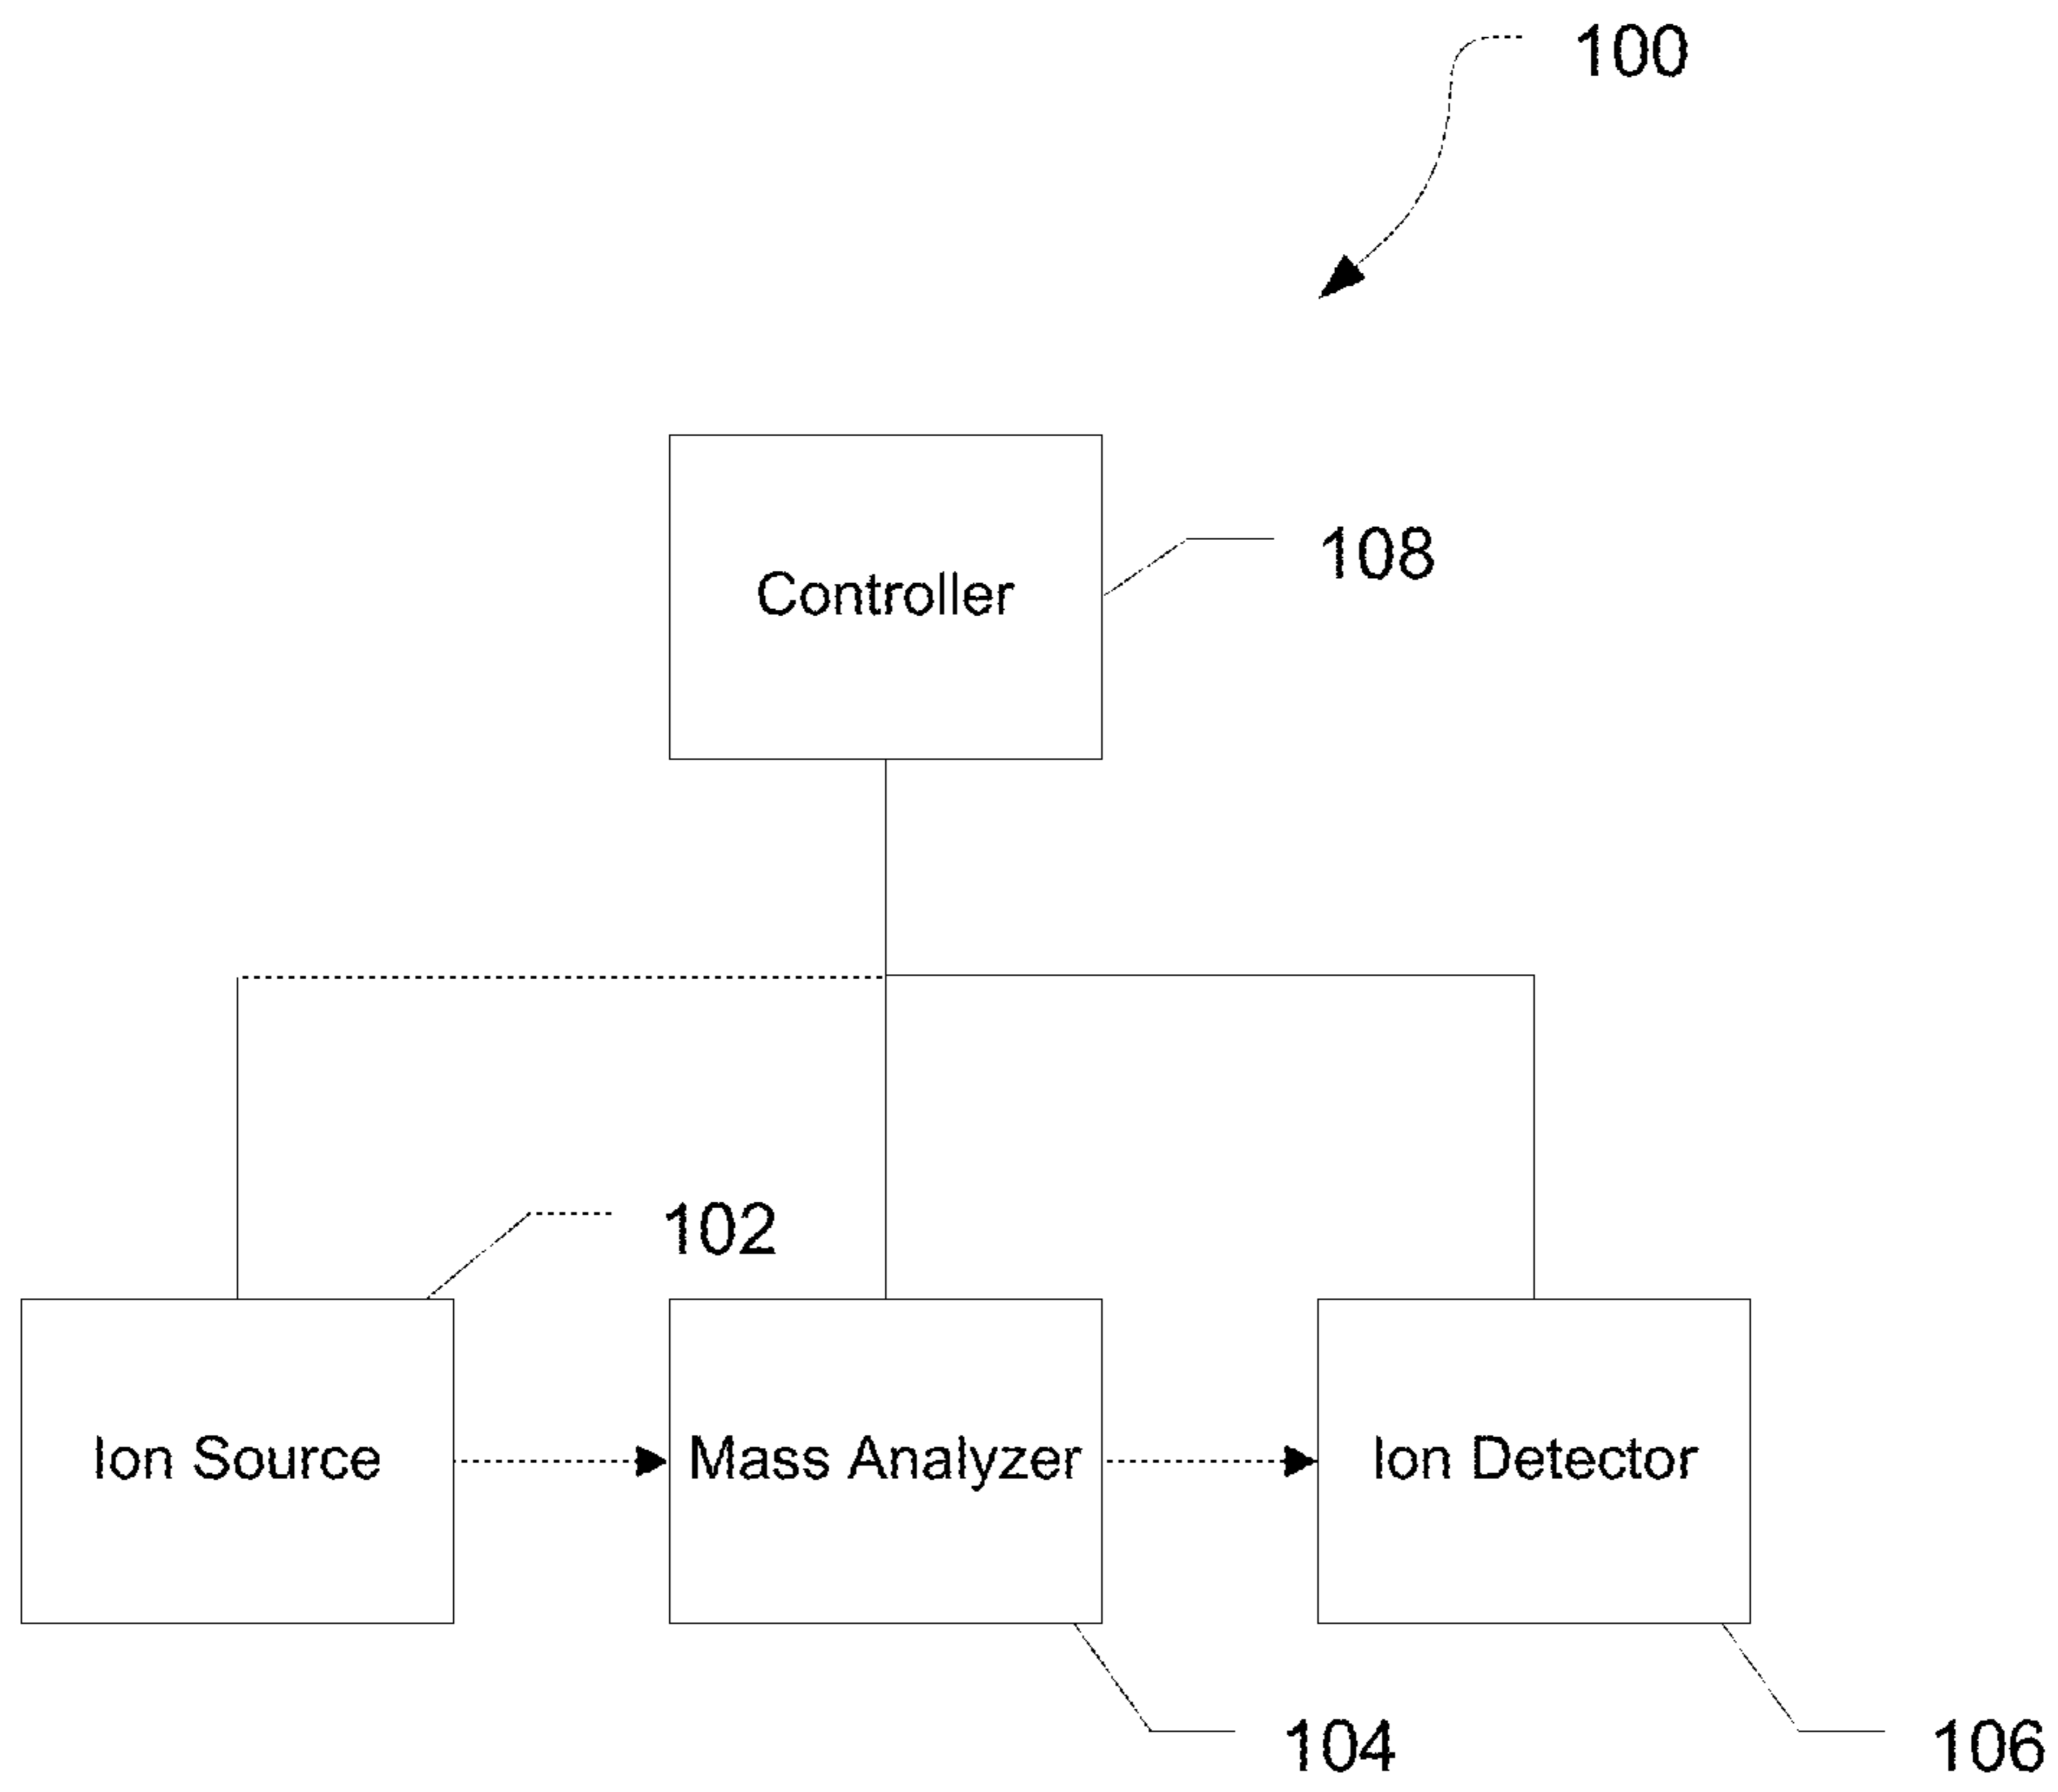 100
Controller
108
102
Ion Source
Mass Analyzer
Ion Detector
104
106